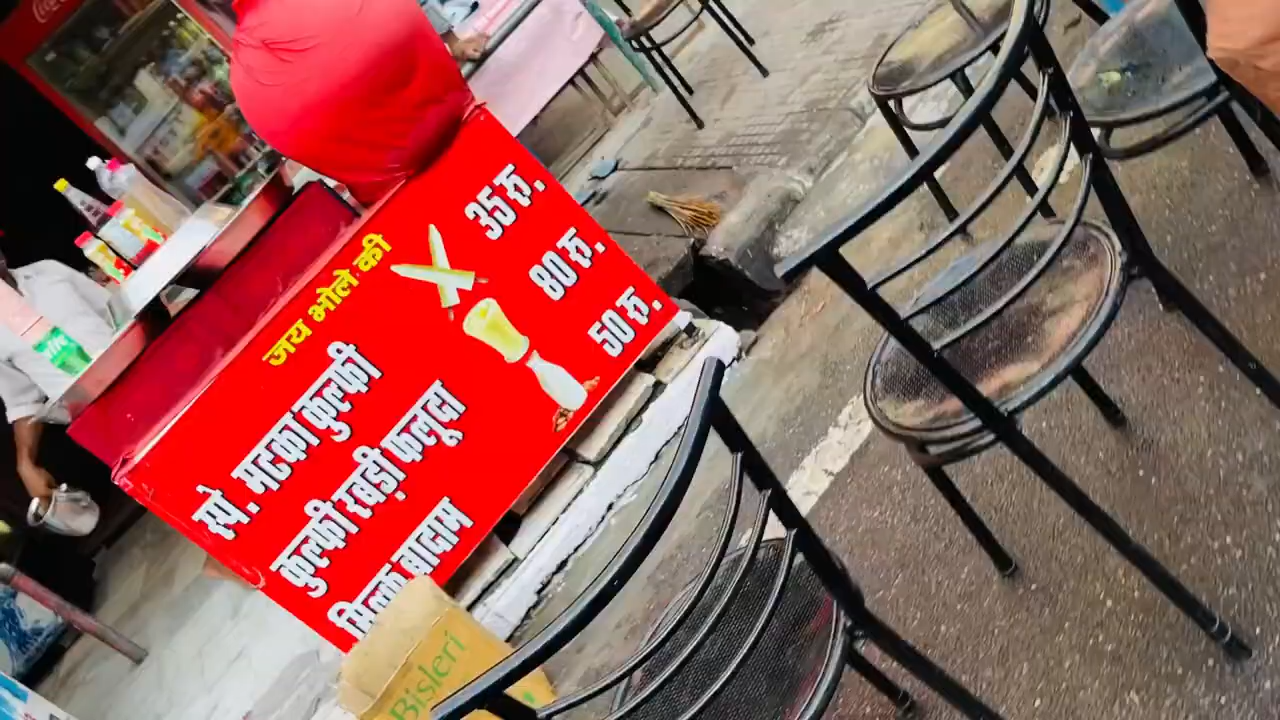 जय भोले की
स्पे. मटका कुल्फी 35 रु.
कुल्फी रबड़ी फलूदा 80 रु.
मिल्क बादाम 50 रु.
Bisleri